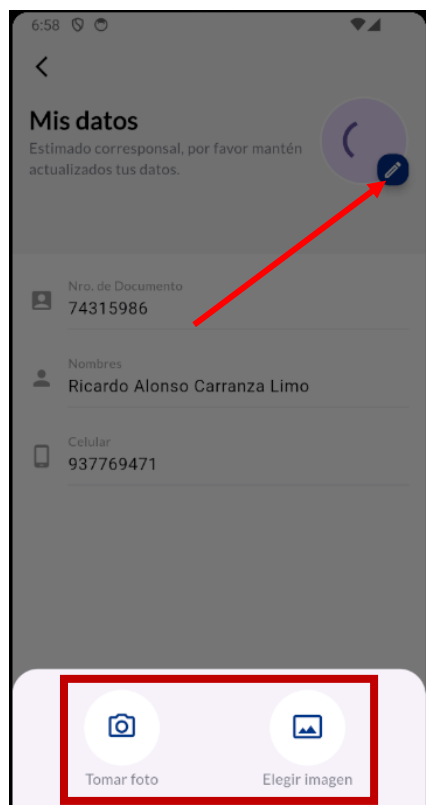 6:58
Mis datos
Estimado corresponsal, por favor mantén
actualizados tus datos.
Nro. de Documento
74315986
Nombres
Ricardo Alonso Carranza Limo
Celular
937769471
Tomar foto
Elegir imagen